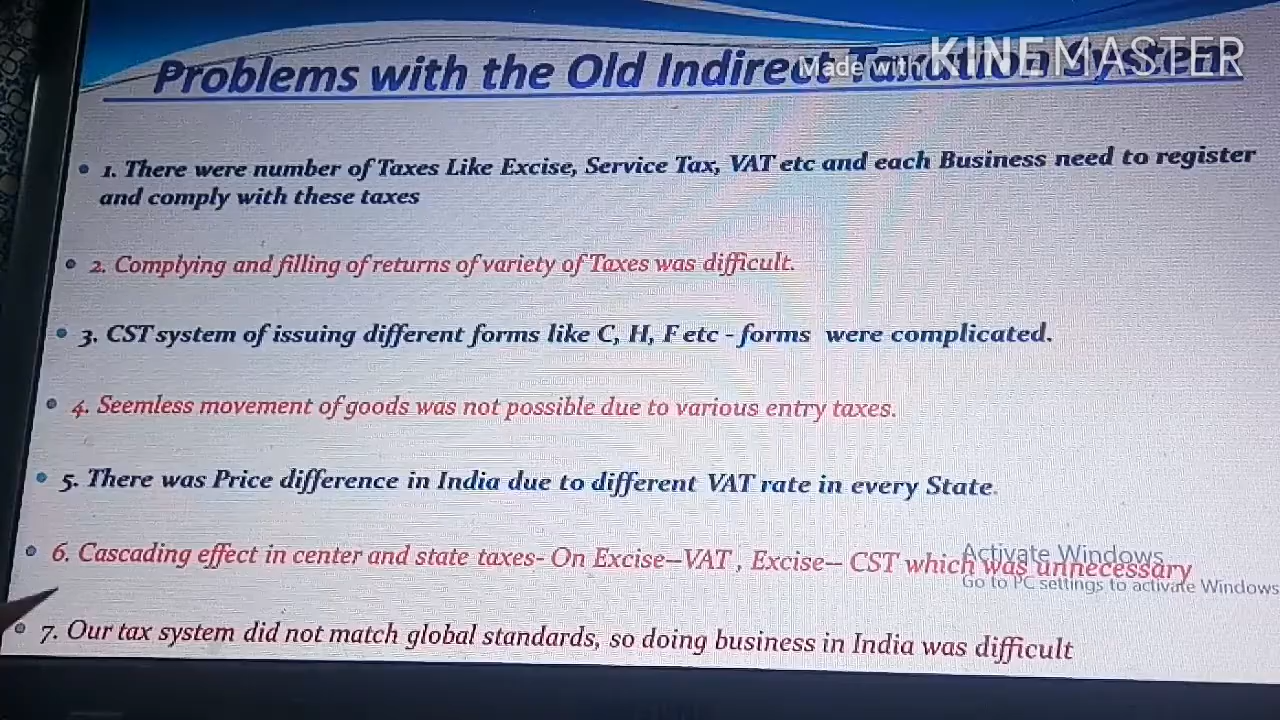 Problems with the Old Indirect Taxation System
Made with KINEMASTER
• 1. There were number of Taxes Like Excise, Service Tax, VAT etc and each Business need to register
and comply with these taxes
• 2. Complying and filling of returns of variety of Taxes was difficult.
• 3. CST system of issuing different forms like C, H, F etc - forms were complicated.
• 4. Seemless movement of goods was not possible due to various entry taxes.
• 5. There was Price difference in India due to different VAT rate in every State.
• 6. Cascading effect in center and state taxes- On Excise--VAT , Excise-- CST which was unnecessary
Activate Windows
Go to PC settings to activate Windows
• 7. Our tax system did not match global standards, so doing business in India was difficult